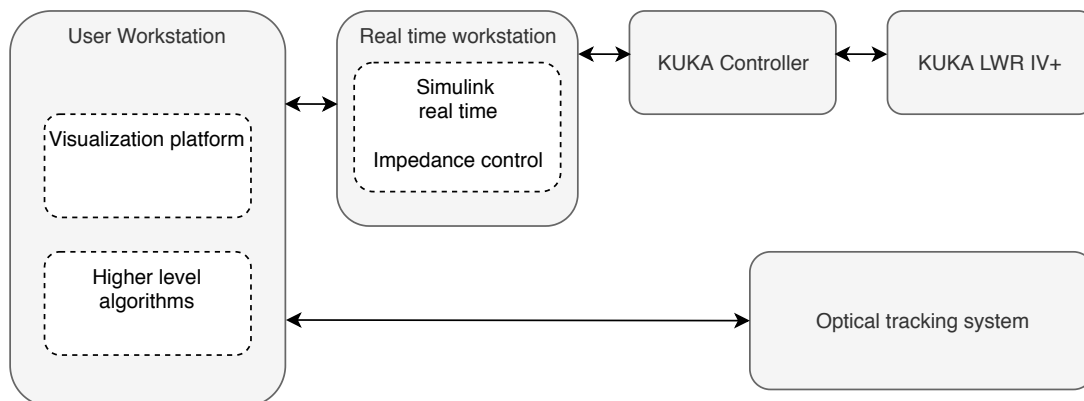 User Workstation
Visualization platform
Higher level
algorithms
Real time workstation
Simulink
real time
Impedance control
KUKA Controller
KUKA LWR IV+
Optical tracking system